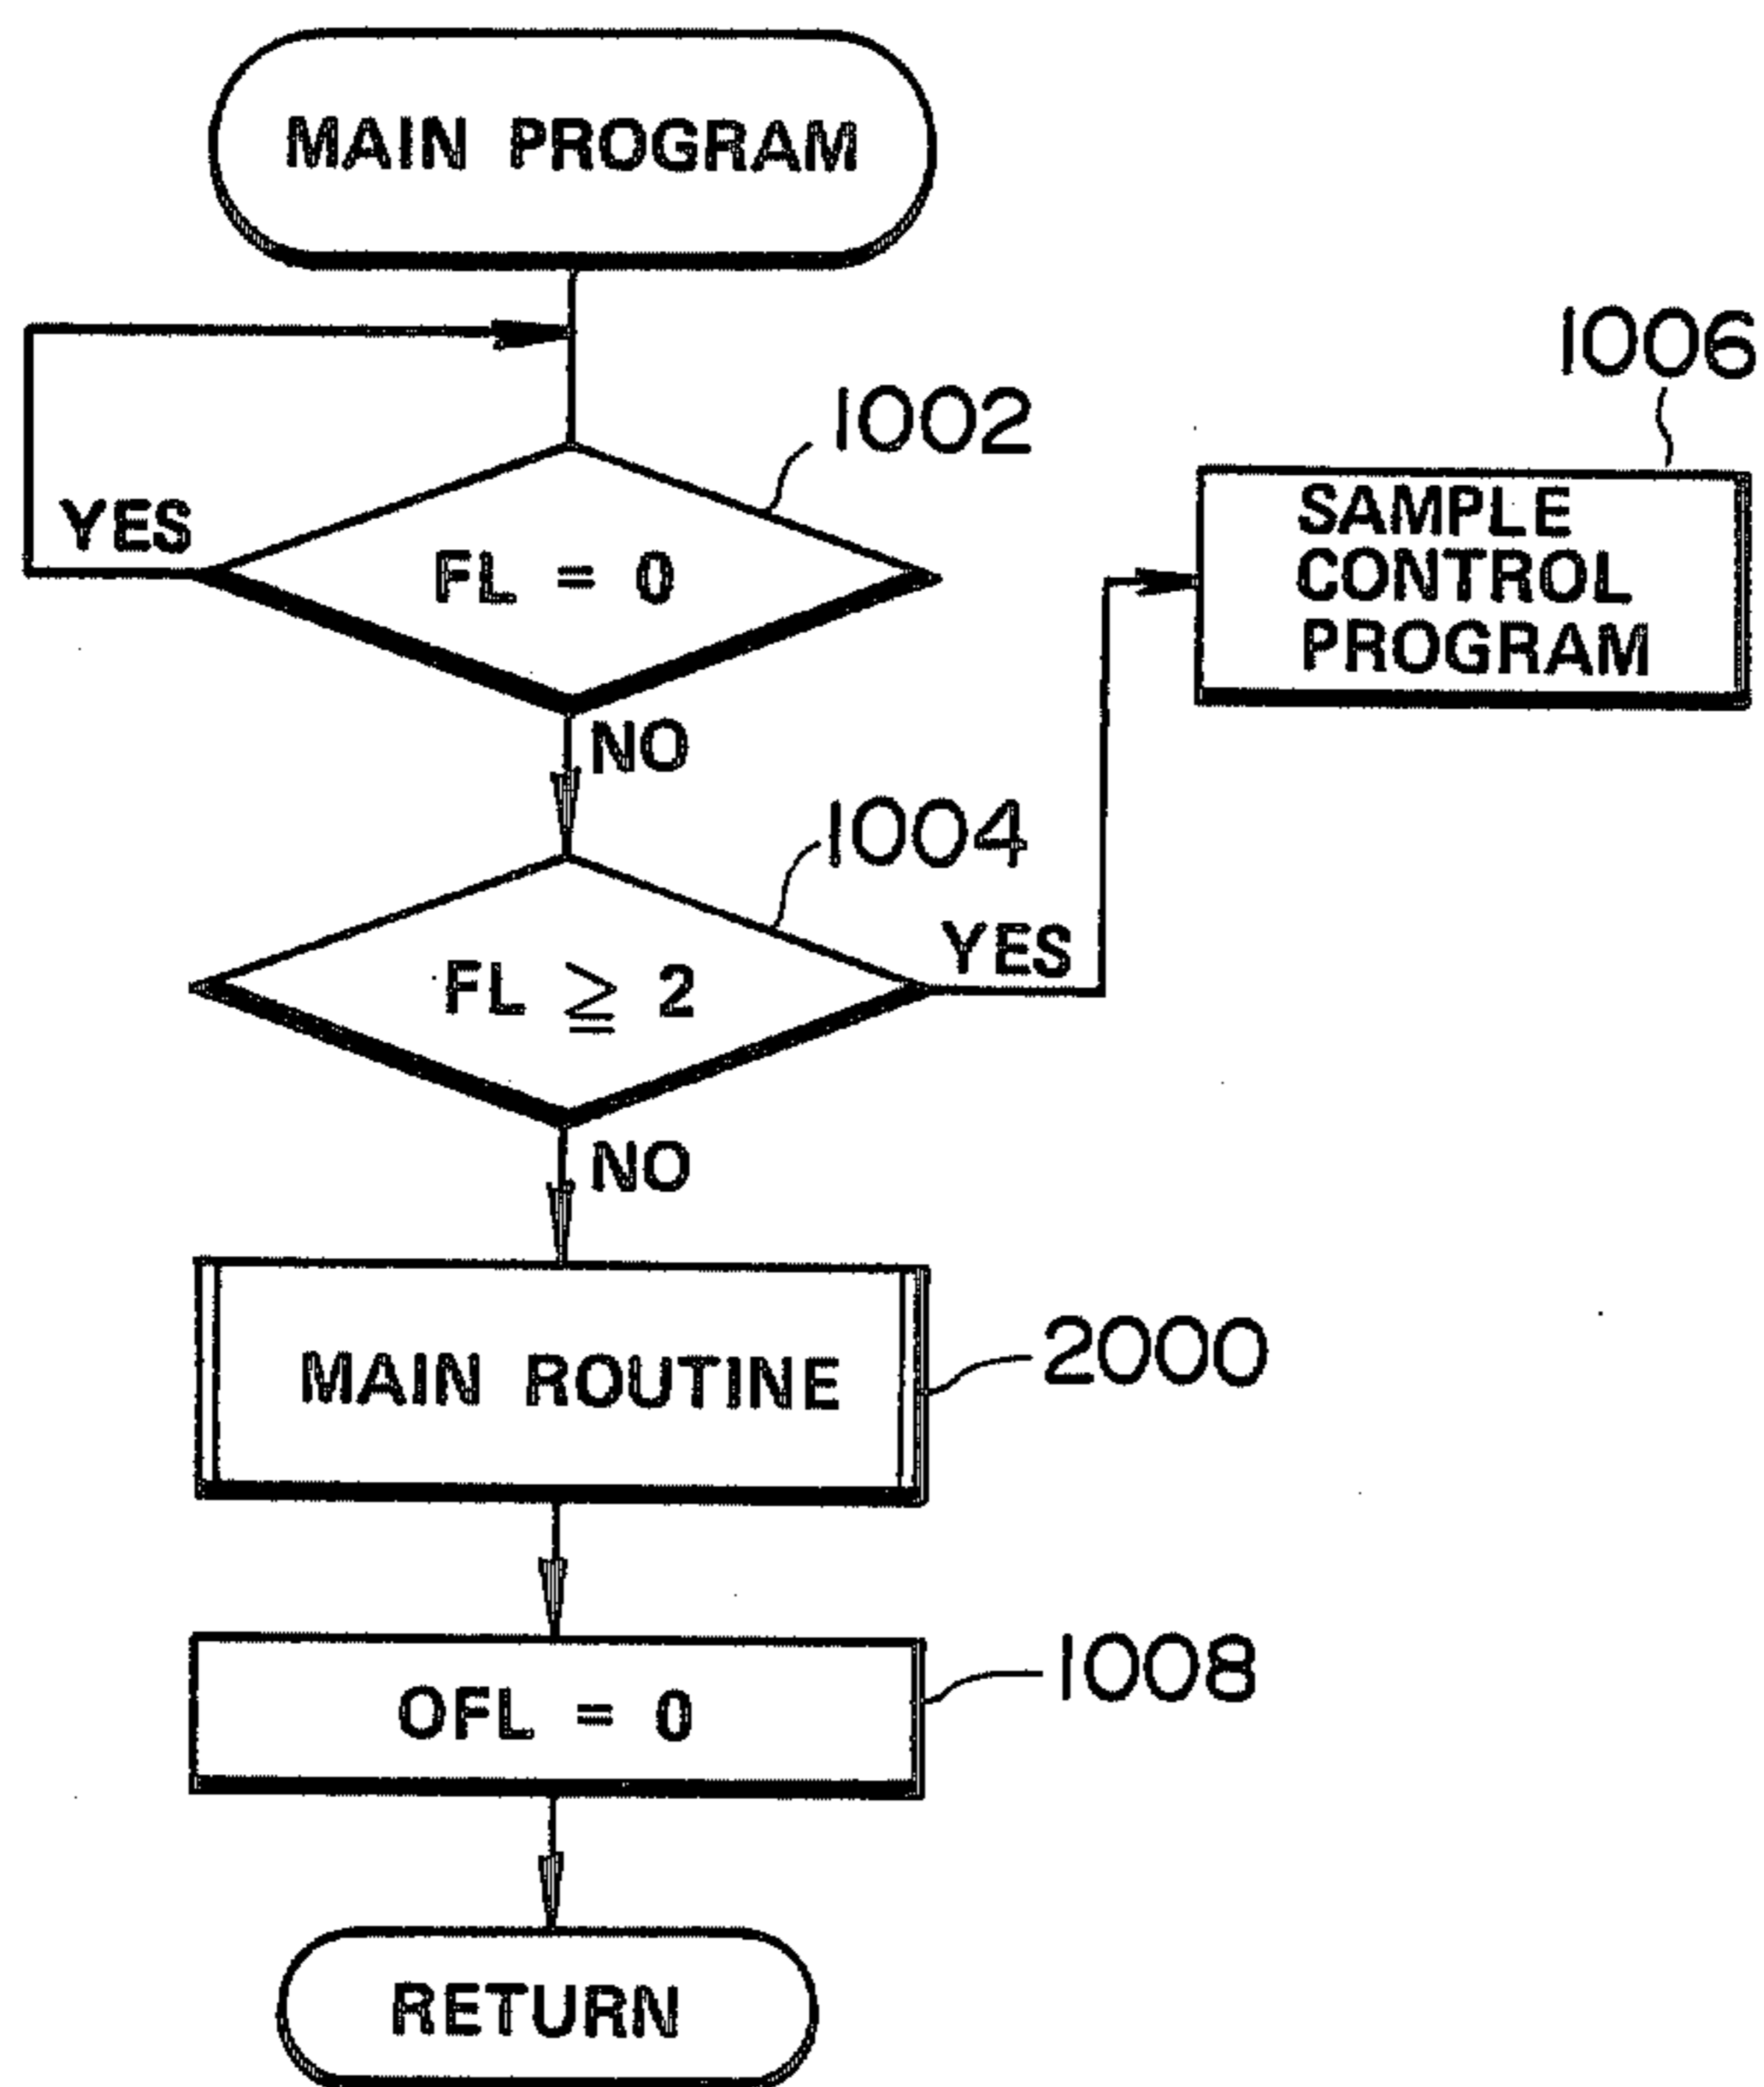 MAIN PROGRAM
1002
1006
YES
FL = 0
SAMPLE
CONTROL
PROGRAM
NO
1004
FL ≧ 2
YES
NO
MAIN ROUTINE
2000
OFL = 0
1008
RETURN